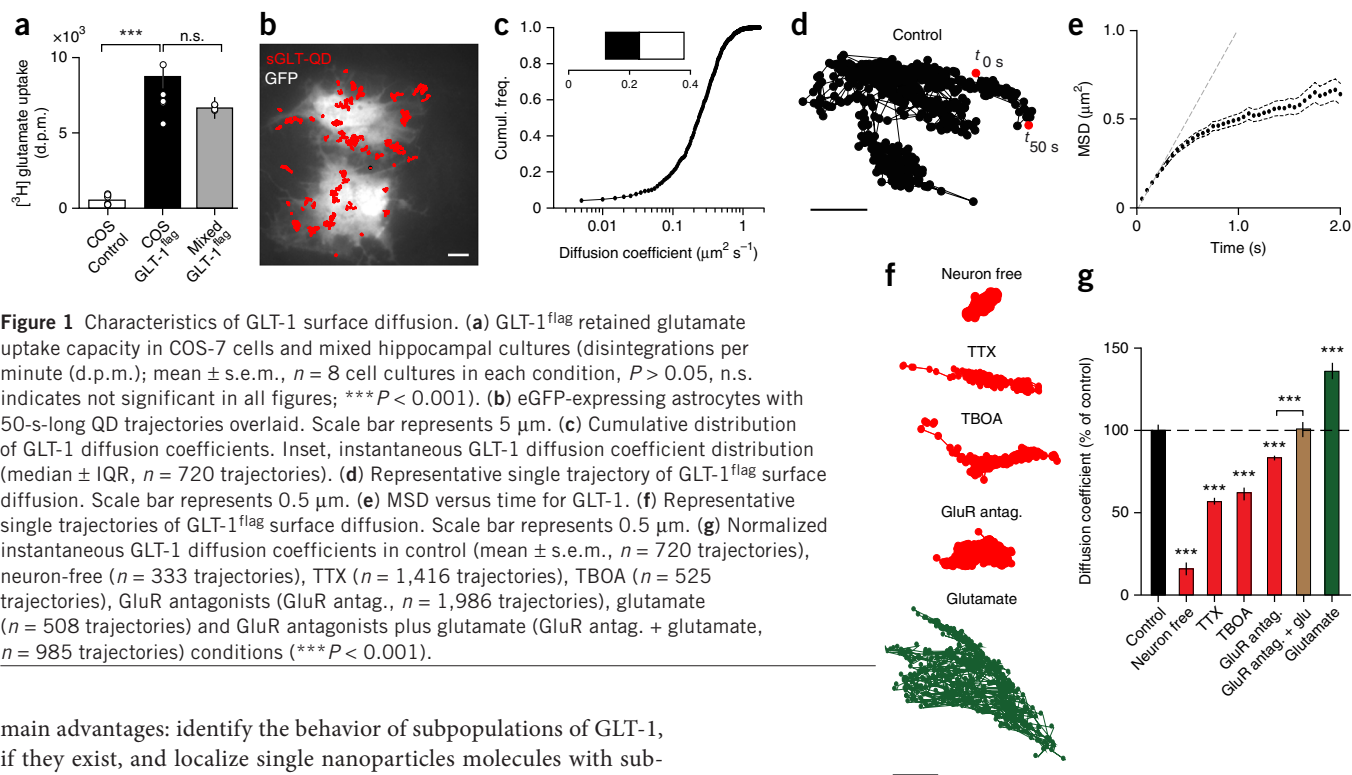 a
×10³
***
n.s.
10
5
0
[³H] glutamate uptake
(d.p.m.)
COS
Control
COS
GLT-1flag
Mixed
GLT-1flag
b
sGLT-QD
GFP
c
1.0
0.8
0.6
0.4
0.2
0
Cumul. freq.
0
0.2
0.4
0.01
0.1
1
Diffusion coefficient (μm² s⁻¹)
d
Control
t0 s
t50 s
e
1.0
0.5
0
MSD (μm²)
0
1.0
2.0
Time (s)
Figure 1 Characteristics of GLT-1 surface diffusion. (a) GLT-1flag retained glutamate
uptake capacity in COS-7 cells and mixed hippocampal cultures (disintegrations per
minute (d.p.m.); mean ± s.e.m., n = 8 cell cultures in each condition, P > 0.05, n.s.
indicates not significant in all figures; ***P < 0.001). (b) eGFP-expressing astrocytes with
50-s-long QD trajectories overlaid. Scale bar represents 5 μm. (c) Cumulative distribution
of GLT-1 diffusion coefficients. Inset, instantaneous GLT-1 diffusion coefficient distribution
(median ± IQR, n = 720 trajectories). (d) Representative single trajectory of GLT-1flag surface
diffusion. Scale bar represents 0.5 μm. (e) MSD versus time for GLT-1. (f) Representative
single trajectories of GLT-1flag surface diffusion. Scale bar represents 0.5 μm. (g) Normalized
instantaneous GLT-1 diffusion coefficients in control (mean ± s.e.m., n = 720 trajectories),
neuron-free (n = 333 trajectories), TTX (n = 1,416 trajectories), TBOA (n = 525
trajectories), GluR antagonists (GluR antag., n = 1,986 trajectories), glutamate
(n = 508 trajectories) and GluR antagonists plus glutamate (GluR antag. + glutamate,
n = 985 trajectories) conditions (***P < 0.001).
f
Neuron free
TTX
TBOA
GluR antag.
Glutamate
g
150
100
50
0
Diffusion coefficient (% of control)
***
***
***
***
***
***
Control
Neuron free
TTX
TBOA
GluR antag.
GluR antag. + glu
Glutamate
main advantages: identify the behavior of subpopulations of GLT-1,
if they exist, and localize single nanoparticles molecules with sub-